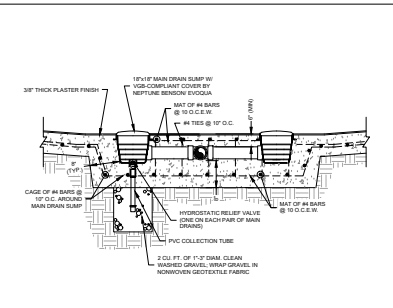 18"x18" MAIN DRAIN SUMP W/
VGB-COMPLIANT COVER BY
NEPTUNE BENSON/ EVOQUA
3/8" THICK PLASTER FINISH
MAT OF #4 BARS
@ 10 O.C.E.W.
#4 TIES @ 10" O.C.
6" (MIN)
8"
(TYP.)
CAGE OF #4 BARS @
10" O.C. AROUND
MAIN DRAIN SUMP
HYDROSTATIC RELIEF VALVE
(ONE ON EACH PAIR OF MAIN
DRAINS)
MAT OF #4 BARS
@ 10 O.C.E.W.
PVC COLLECTION TUBE
2 CU. FT. OF 1"-3" DIAM. CLEAN
WASHED GRAVEL; WRAP GRAVEL IN
NONWOVEN GEOTEXTILE FABRIC